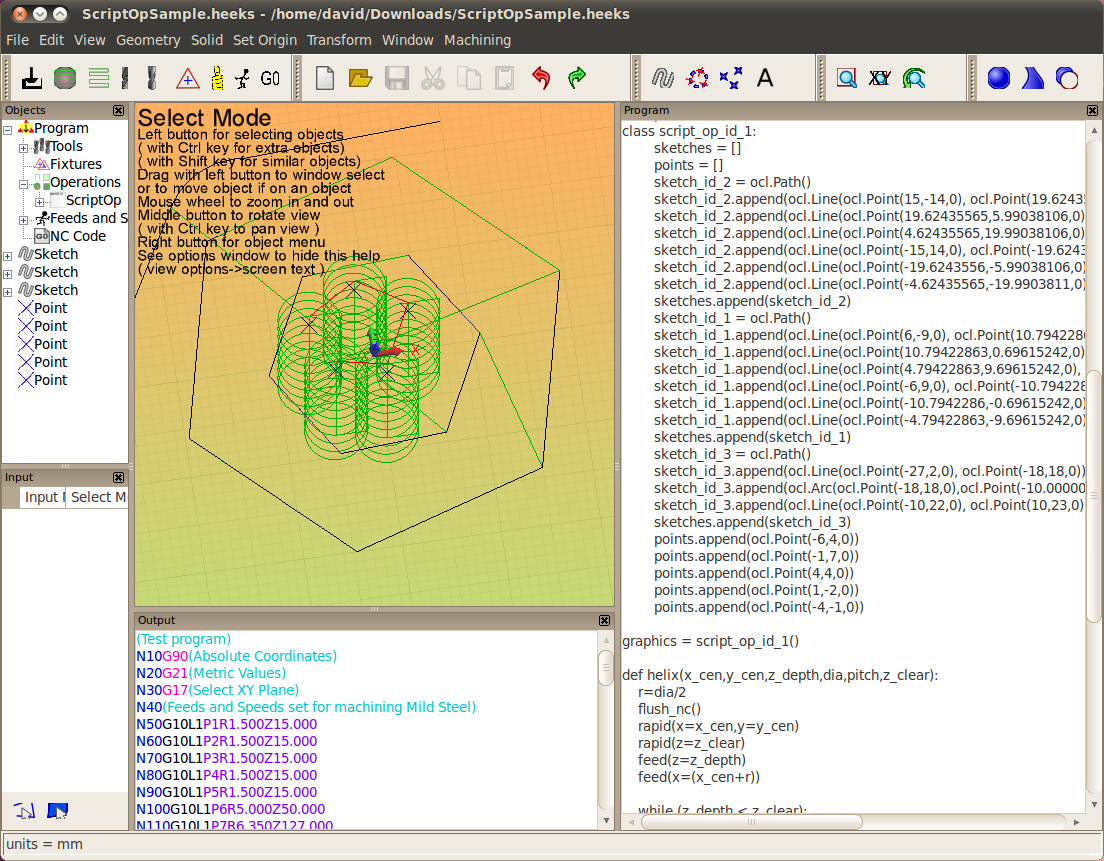 ScriptOpSample.heeks - /home/david/Downloads/ScriptOpSample.heeks
File Edit View Geometry Solid Set Origin Transform Window Machining
GO A
Objects
Program
Tools
Fixtures
Operations
ScriptOp
Feeds and S
GO NC Code
Sketch
Sketch
Sketch
Point
Point
Point
Point
Point
Input
Input Select M
Select Mode
Left button for selecting objects
( with Ctrl key for extra objects)
( with Shift key for similar objects)
Drag with left button to window select
or to move object if on an object
Mouse wheel to zoom in and out
Middle button to rotate view
( with Ctrl key to pan view )
Right button for object menu
See options window to hide this help
( view options->screen text )
X
Output
(Test program)
N10G90(Absolute Coordinates)
N20G21(Metric Values)
N30G17(Select XY Plane)
N40(Feeds and Speeds set for machining Mild Steel)
N50G10L1P1R1.500Z15.000
N60G10L1P2R1.500Z15.000
N70G10L1P3R1.500Z15.000
N80G10L1P4R1.500Z15.000
N90G10L1P5R1.500Z15.000
N100G10L1P6R5.000Z50.000
N110G10L1P7R6.350Z127.000
Program
class script_op_id_1:
sketches = []
points = []
sketch_id_2 = ocl.Path()
sketch_id_2.append(ocl.Line(ocl.Point(15,-14,0), ocl.Point(19.6243
sketch_id_2.append(ocl.Line(ocl.Point(19.62435565,5.99038106,0)
sketch_id_2.append(ocl.Line(ocl.Point(4.62435565,19.99038106,0)
sketch_id_2.append(ocl.Line(ocl.Point(-15,14,0), ocl.Point(-19.6243
sketch_id_2.append(ocl.Line(ocl.Point(-19.62435556,-5.99038106,0)
sketch_id_2.append(ocl.Line(ocl.Point(-4.62435565,-19.9903811,0)
sketches.append(sketch_id_2)
sketch_id_1 = ocl.Path()
sketch_id_1.append(ocl.Line(ocl.Point(6,-9,0), ocl.Point(10.7942286
sketch_id_1.append(ocl.Line(ocl.Point(10.79422863,0.69615242,0)
sketch_id_1.append(ocl.Line(ocl.Point(4.79422863,9.69615242,0),
sketch_id_1.append(ocl.Line(ocl.Point(-6,9,0), ocl.Point(-10.794228
sketch_id_1.append(ocl.Line(ocl.Point(-10.7942286,-0.69615242,0)
sketch_id_1.append(ocl.Line(ocl.Point(-4.79422863,-9.69615242,0)
sketches.append(sketch_id_1)
sketch_id_3 = ocl.Path()
sketch_id_3.append(ocl.Line(ocl.Point(-27,2,0), ocl.Point(-18,18,0))
sketch_id_3.append(ocl.Arc(ocl.Point(-18,18,0),ocl.Point(-10.00000
sketch_id_3.append(ocl.Line(ocl.Point(-10,22,0), ocl.Point(10,23,0)
sketches.append(sketch_id_3)
points.append(ocl.Point(-6,4,0))
points.append(ocl.Point(-1,7,0))
points.append(ocl.Point(4,4,0))
points.append(ocl.Point(1,-2,0))
points.append(ocl.Point(-4,-1,0))
graphics = script_op_id_1()
def helix(x_cen,y_cen,z_depth,dia,pitch,z_clear):
r=dia/2
flush_nc()
rapid(x=x_cen,y=y_cen)
rapid(z=z_clear)
feed(z=z_depth)
feed(x=(x_cen+r))
while (z_depth < z_clear):
units = mm